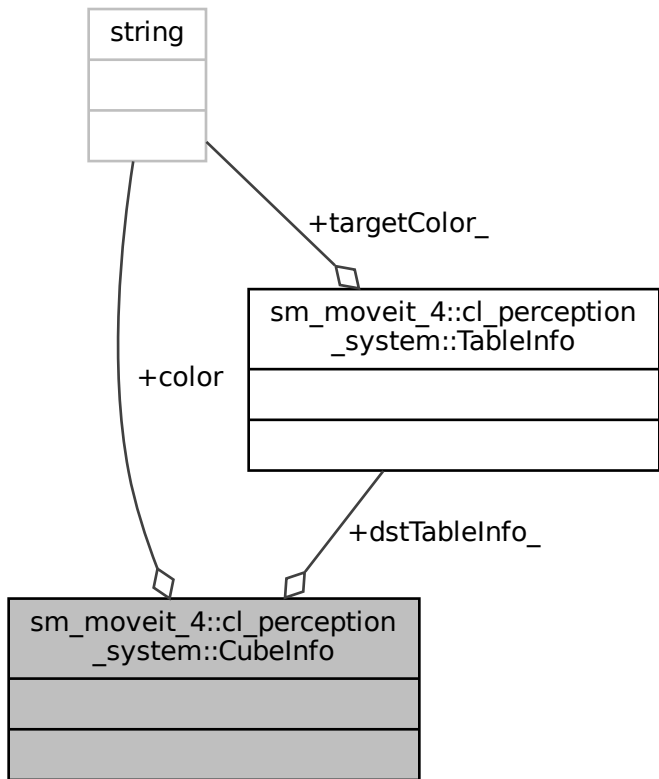 string
+targetColor_
sm_moveit_4::cl_perception
_system::TableInfo
+color
+dstTableInfo_
sm_moveit_4::cl_perception
_system::CubeInfo